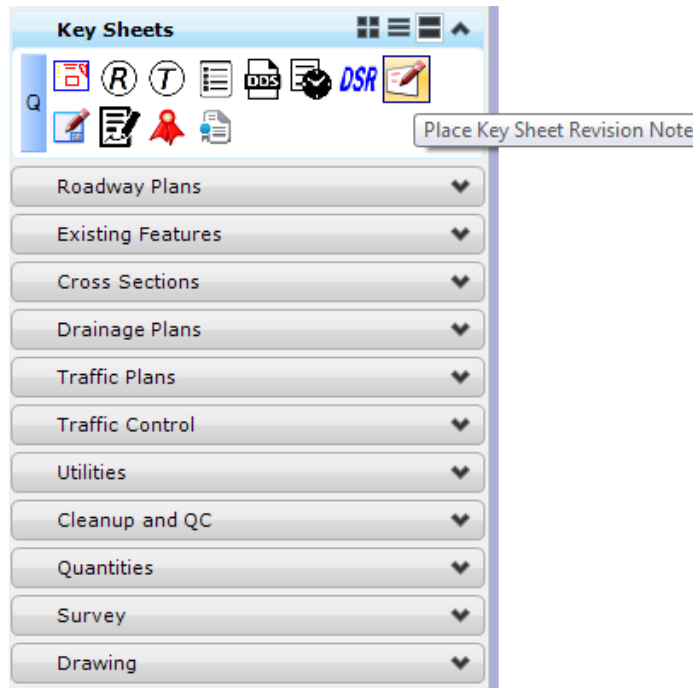 Key Sheets
R T DDS DSR
Q
Place Key Sheet Revision Note
Roadway Plans
Existing Features
Cross Sections
Drainage Plans
Traffic Plans
Traffic Control
Utilities
Cleanup and QC
Quantities
Survey
Drawing